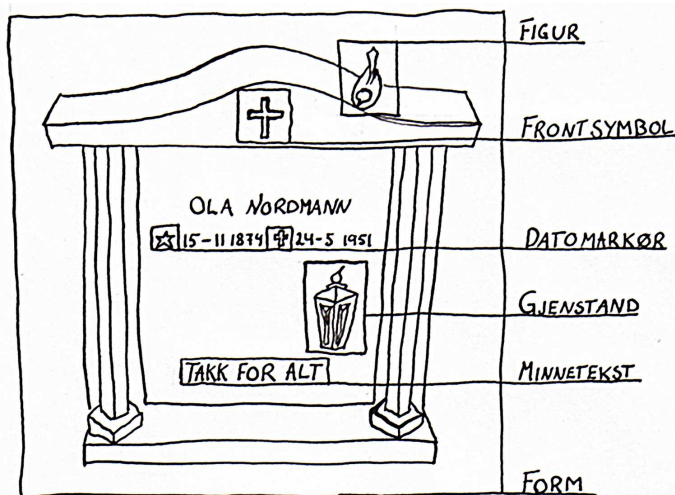 FIGUR
FRONTSYMBOL
OLA NORDMANN
15-11 1874 24-5 1951
DATOMARKØR
GJENSTAND
TAKK FOR ALT
MINNETEKST
FORM